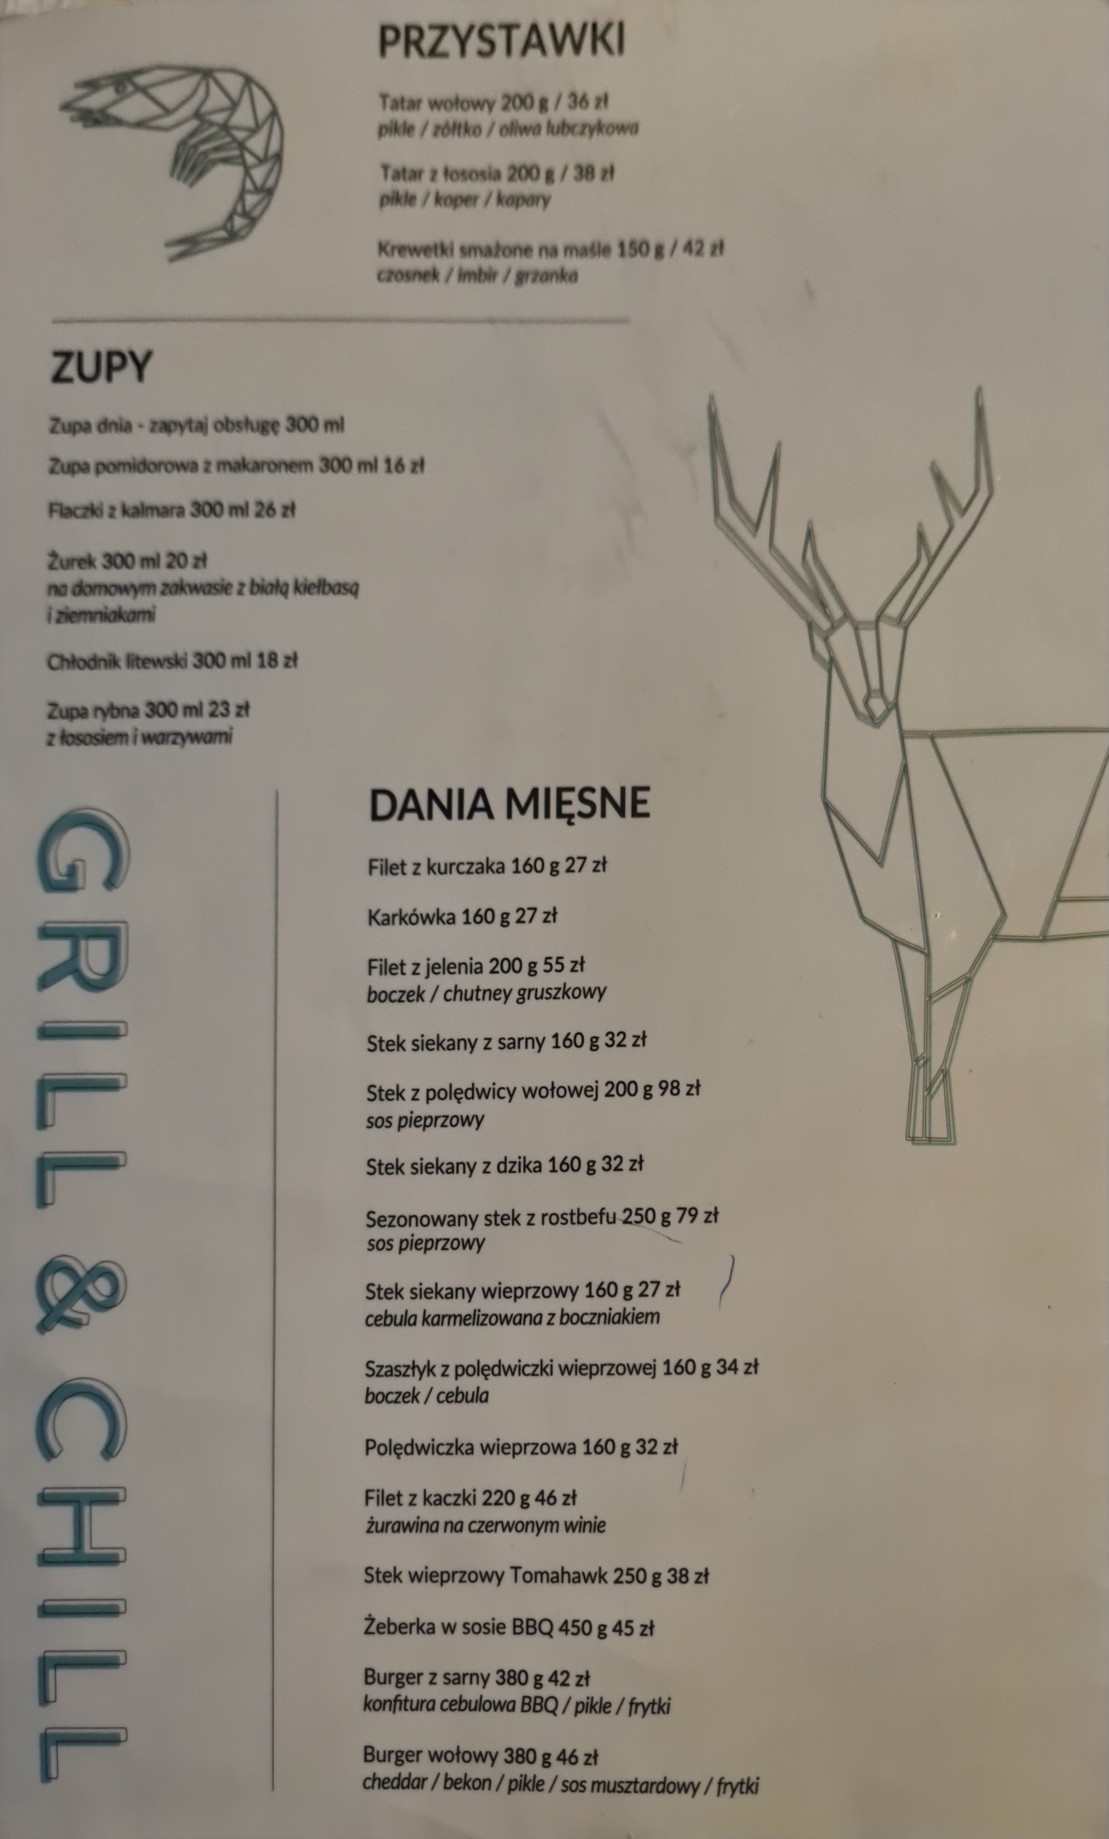 PRZYSTAWKI
Tatar wołowy 200 g / 36 zł
pikle / żółtko / oliwa lubczykowa
Tatar z łososia 200 g / 38 zł
pikle / koper / kapary
Krewetki smażone na maśle 150 g / 42 zł
czosnek / imbir / grzanka
ZUPY
Zupa dnia - zapytaj obsługę 300 ml
Zupa pomidorowa z makaronem 300 ml 16 zł
Flaczki z kalmara 300 ml 26 zł
Żurek 300 ml 20 zł
na domowym zakwasie z białą kiełbasą
i ziemniakami
Chłodnik litewski 300 ml 18 zł
Zupa rybna 300 ml 23 zł
z łososiem i warzywami
GRILL & CHILL
DANIA MIĘSNE
Filet z kurczaka 160 g 27 zł
Karkówka 160 g 27 zł
Filet z jelenia 200 g 55 zł
boczek / chutney gruszkowy
Stek siekany z sarny 160 g 32 zł
Stek z polędwicy wołowej 200 g 98 zł
sos pieprzowy
Stek siekany z dzika 160 g 32 zł
Sezonowany stek z rostbefu 250 g 79 zł
sos pieprzowy
Stek siekany wieprzowy 160 g 27 zł
cebula karmelizowana z boczniakiem
Szaszłyk z polędwiczki wieprzowej 160 g 34 zł
boczek / cebula
Polędwiczka wieprzowa 160 g 32 zł
Filet z kaczki 220 g 46 zł
żurawina na czerwonym winie
Stek wieprzowy Tomahawk 250 g 38 zł
Żeberka w sosie BBQ 450 g 45 zł
Burger z sarny 380 g 42 zł
konfitura cebulowa BBQ / pikle / frytki
Burger wołowy 380 g 46 zł
cheddar / bekon / pikle / sos musztardowy / frytki